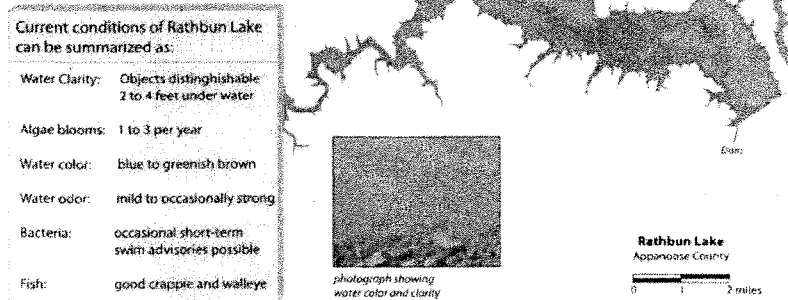 Current conditions of Rathbun Lake
can be summarized as:
Water Clarity: Objects distinghishable
2 to 4 feet under water
Algae blooms: 1 to 3 per year
Water color: blue to greenish brown
Water odor: mild to occasionally strong
Bacteria: occasional short-term
swim advisories possible
Fish: good crappie and walleye
photograph showing
water color and clarity
Dam
Rathbun Lake
Appanoose County
0 1 2 miles